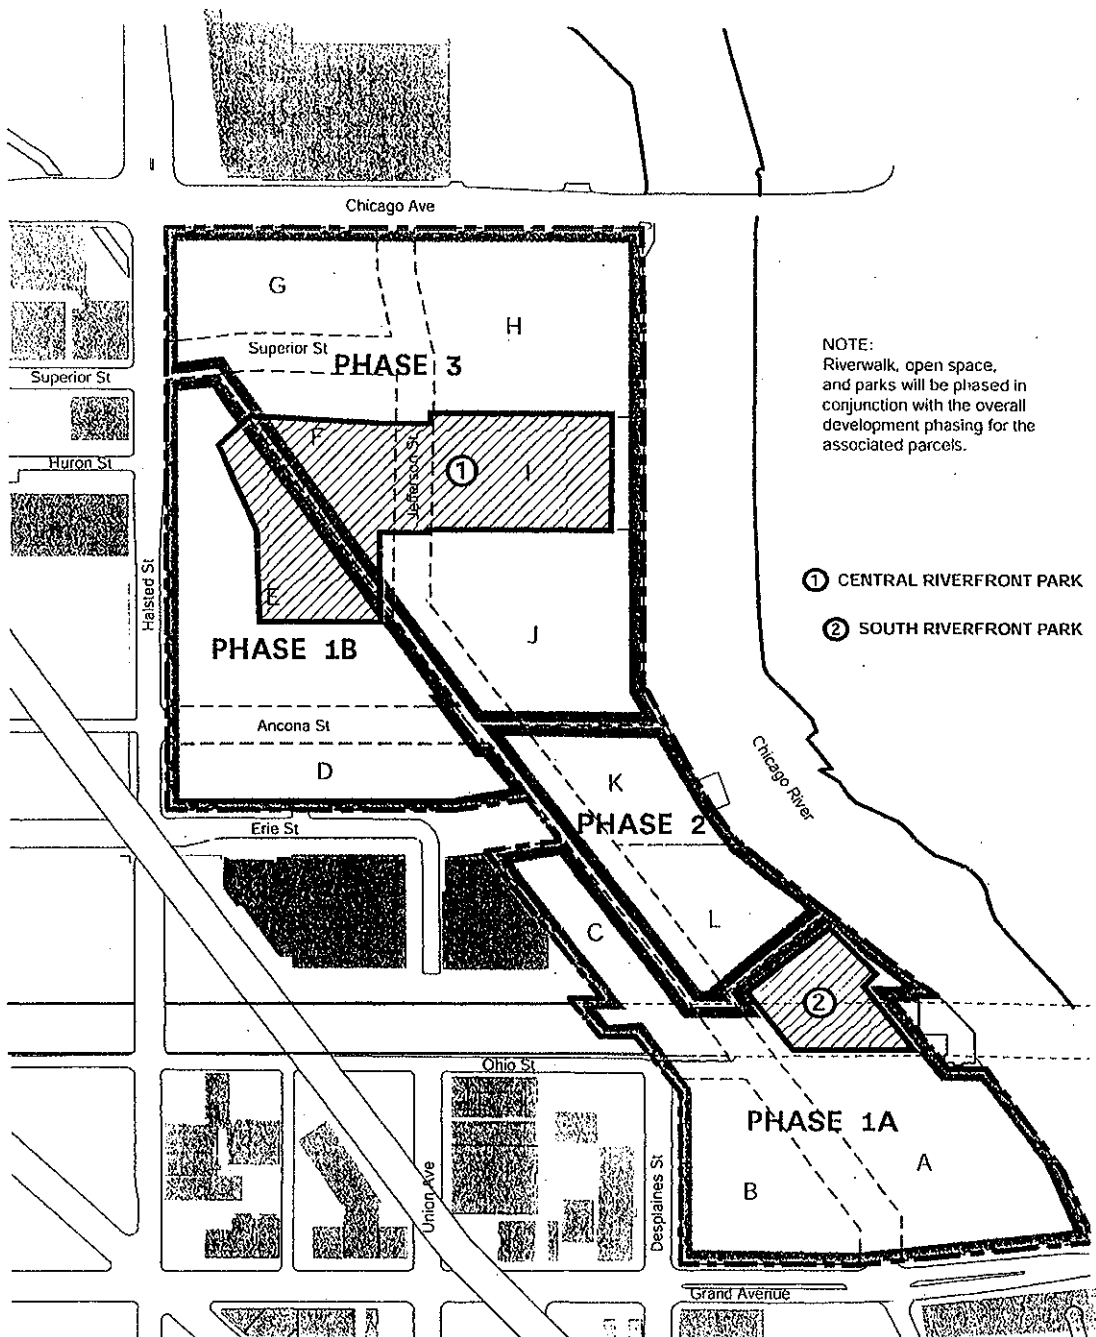 Chicago Ave
G
H
Superior St
PHASE 3
Superior St
NOTE:
Riverwalk, open space,
and parks will be phased in
conjunction with the overall
development phasing for the
associated parcels.
F
Jefferson St
1
I
Huron St
Halsted St
1 CENTRAL RIVERFRONT PARK
2 SOUTH RIVERFRONT PARK
E
J
PHASE 1B
Ancona St
D
K
Chicago River
Erie St
PHASE 2
C
L
2
Ohio St
PHASE 1A
A
B
Union Ave
Desplaines St
Grand Avenue